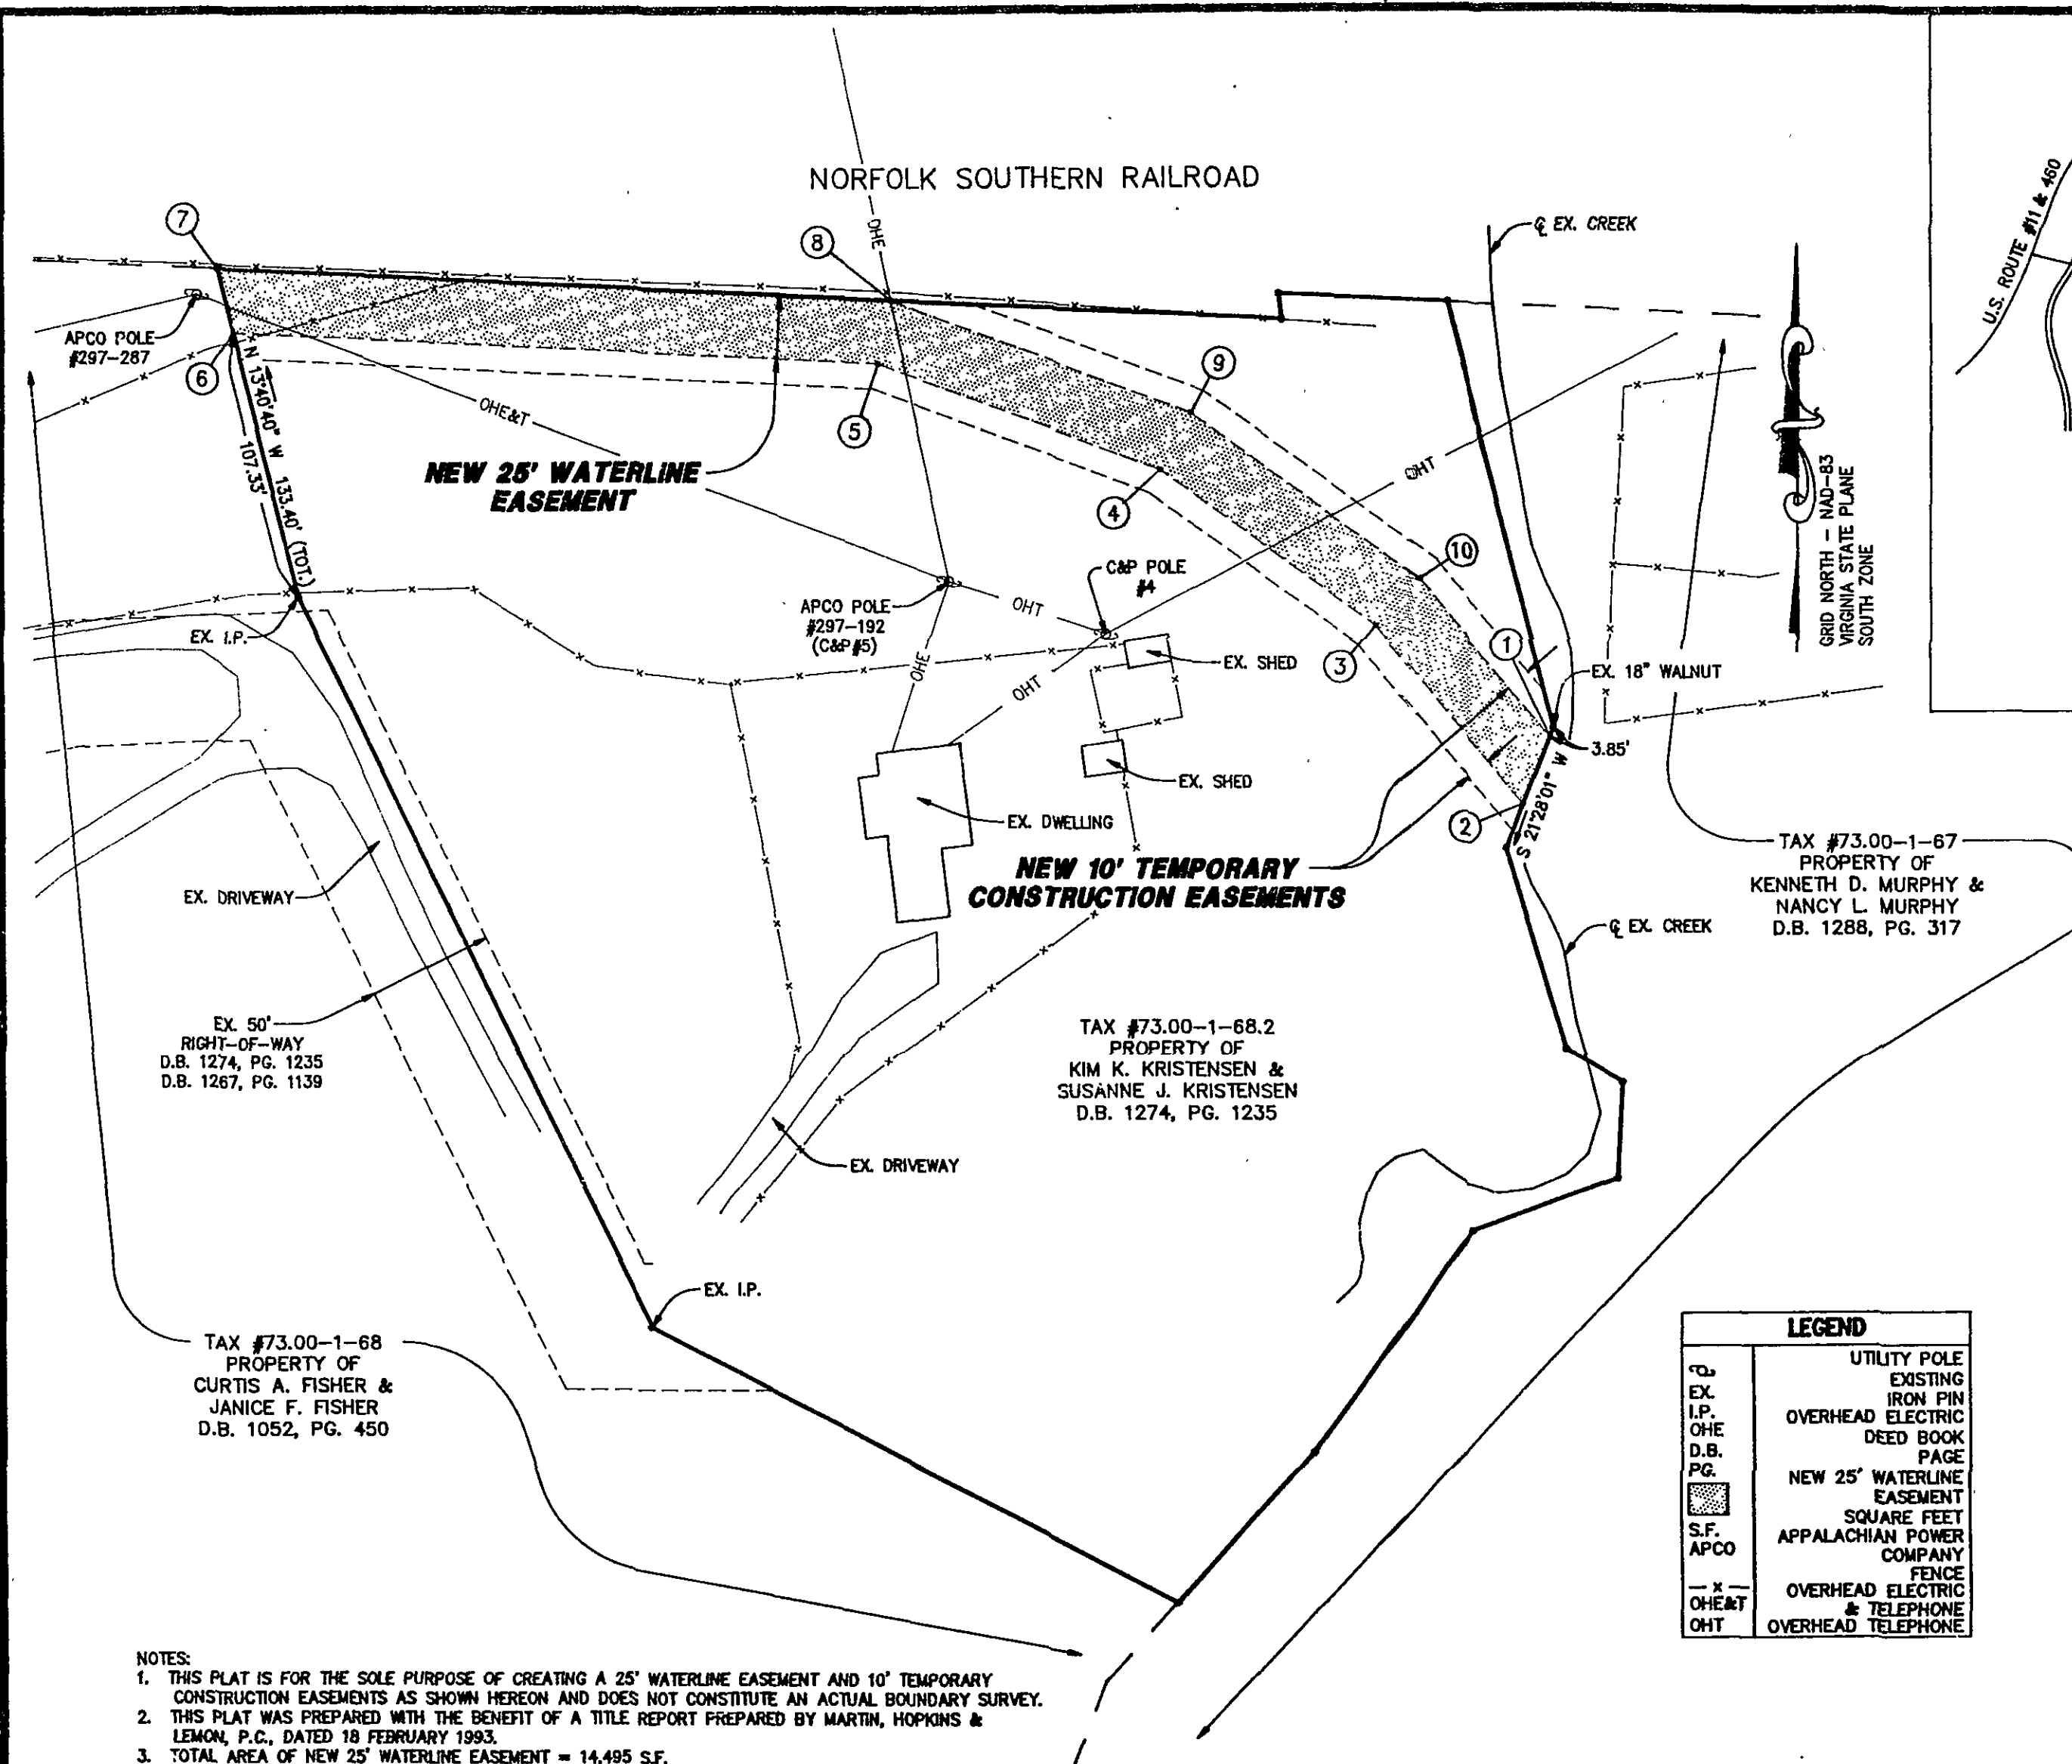 NORFOLK SOUTHERN RAILROAD
U.S. ROUTE #11 & 460
7
8
℄ EX. CREEK
APCO POLE
#297-287
6
N 13°40'40" W 133.40' (TOT.)
107.33'
OHE
OHE&T
5
9
NEW 25' WATERLINE
EASEMENT
4
OHT
10
GRID NORTH - NAD-83
VIRGINIA STATE PLANE
SOUTH ZONE
C&P POLE
#4
APCO POLE
#297-192
(C&P#5)
OHT
EX. I.P.
OHE
OHT
EX. SHED
3
1
EX. 18" WALNUT
3.85'
EX. SHED
EX. DWELLING
2
S 21°28'01" W
NEW 10' TEMPORARY
CONSTRUCTION EASEMENTS
TAX #73.00-1-67
PROPERTY OF
KENNETH D. MURPHY &
NANCY L. MURPHY
D.B. 1288, PG. 317
EX. DRIVEWAY
℄ EX. CREEK
EX. 50'
RIGHT-OF-WAY
D.B. 1274, PG. 1235
D.B. 1267, PG. 1139
TAX #73.00-1-68.2
PROPERTY OF
KIM K. KRISTENSEN &
SUSANNE J. KRISTENSEN
D.B. 1274, PG. 1235
EX. DRIVEWAY
EX. I.P.
TAX #73.00-1-68
PROPERTY OF
CURTIS A. FISHER &
JANICE F. FISHER
D.B. 1052, PG. 450
LEGEND
UTILITY POLE
EX. EXISTING
I.P. IRON PIN
OHE OVERHEAD ELECTRIC
D.B. DEED BOOK
PG. PAGE
NEW 25' WATERLINE
EASEMENT
S.F. SQUARE FEET
APCO APPALACHIAN POWER
COMPANY
— x — FENCE
OHE&T OVERHEAD ELECTRIC
& TELEPHONE
OHT OVERHEAD TELEPHONE
NOTES:
1. THIS PLAT IS FOR THE SOLE PURPOSE OF CREATING A 25' WATERLINE EASEMENT AND 10' TEMPORARY
CONSTRUCTION EASEMENTS AS SHOWN HEREON AND DOES NOT CONSTITUTE AN ACTUAL BOUNDARY SURVEY.
2. THIS PLAT WAS PREPARED WITH THE BENEFIT OF A TITLE REPORT PREPARED BY MARTIN, HOPKINS &
LEMON, P.C., DATED 18 FEBRUARY 1993.
3. TOTAL AREA OF NEW 25' WATERLINE EASEMENT = 14,495 S.F.